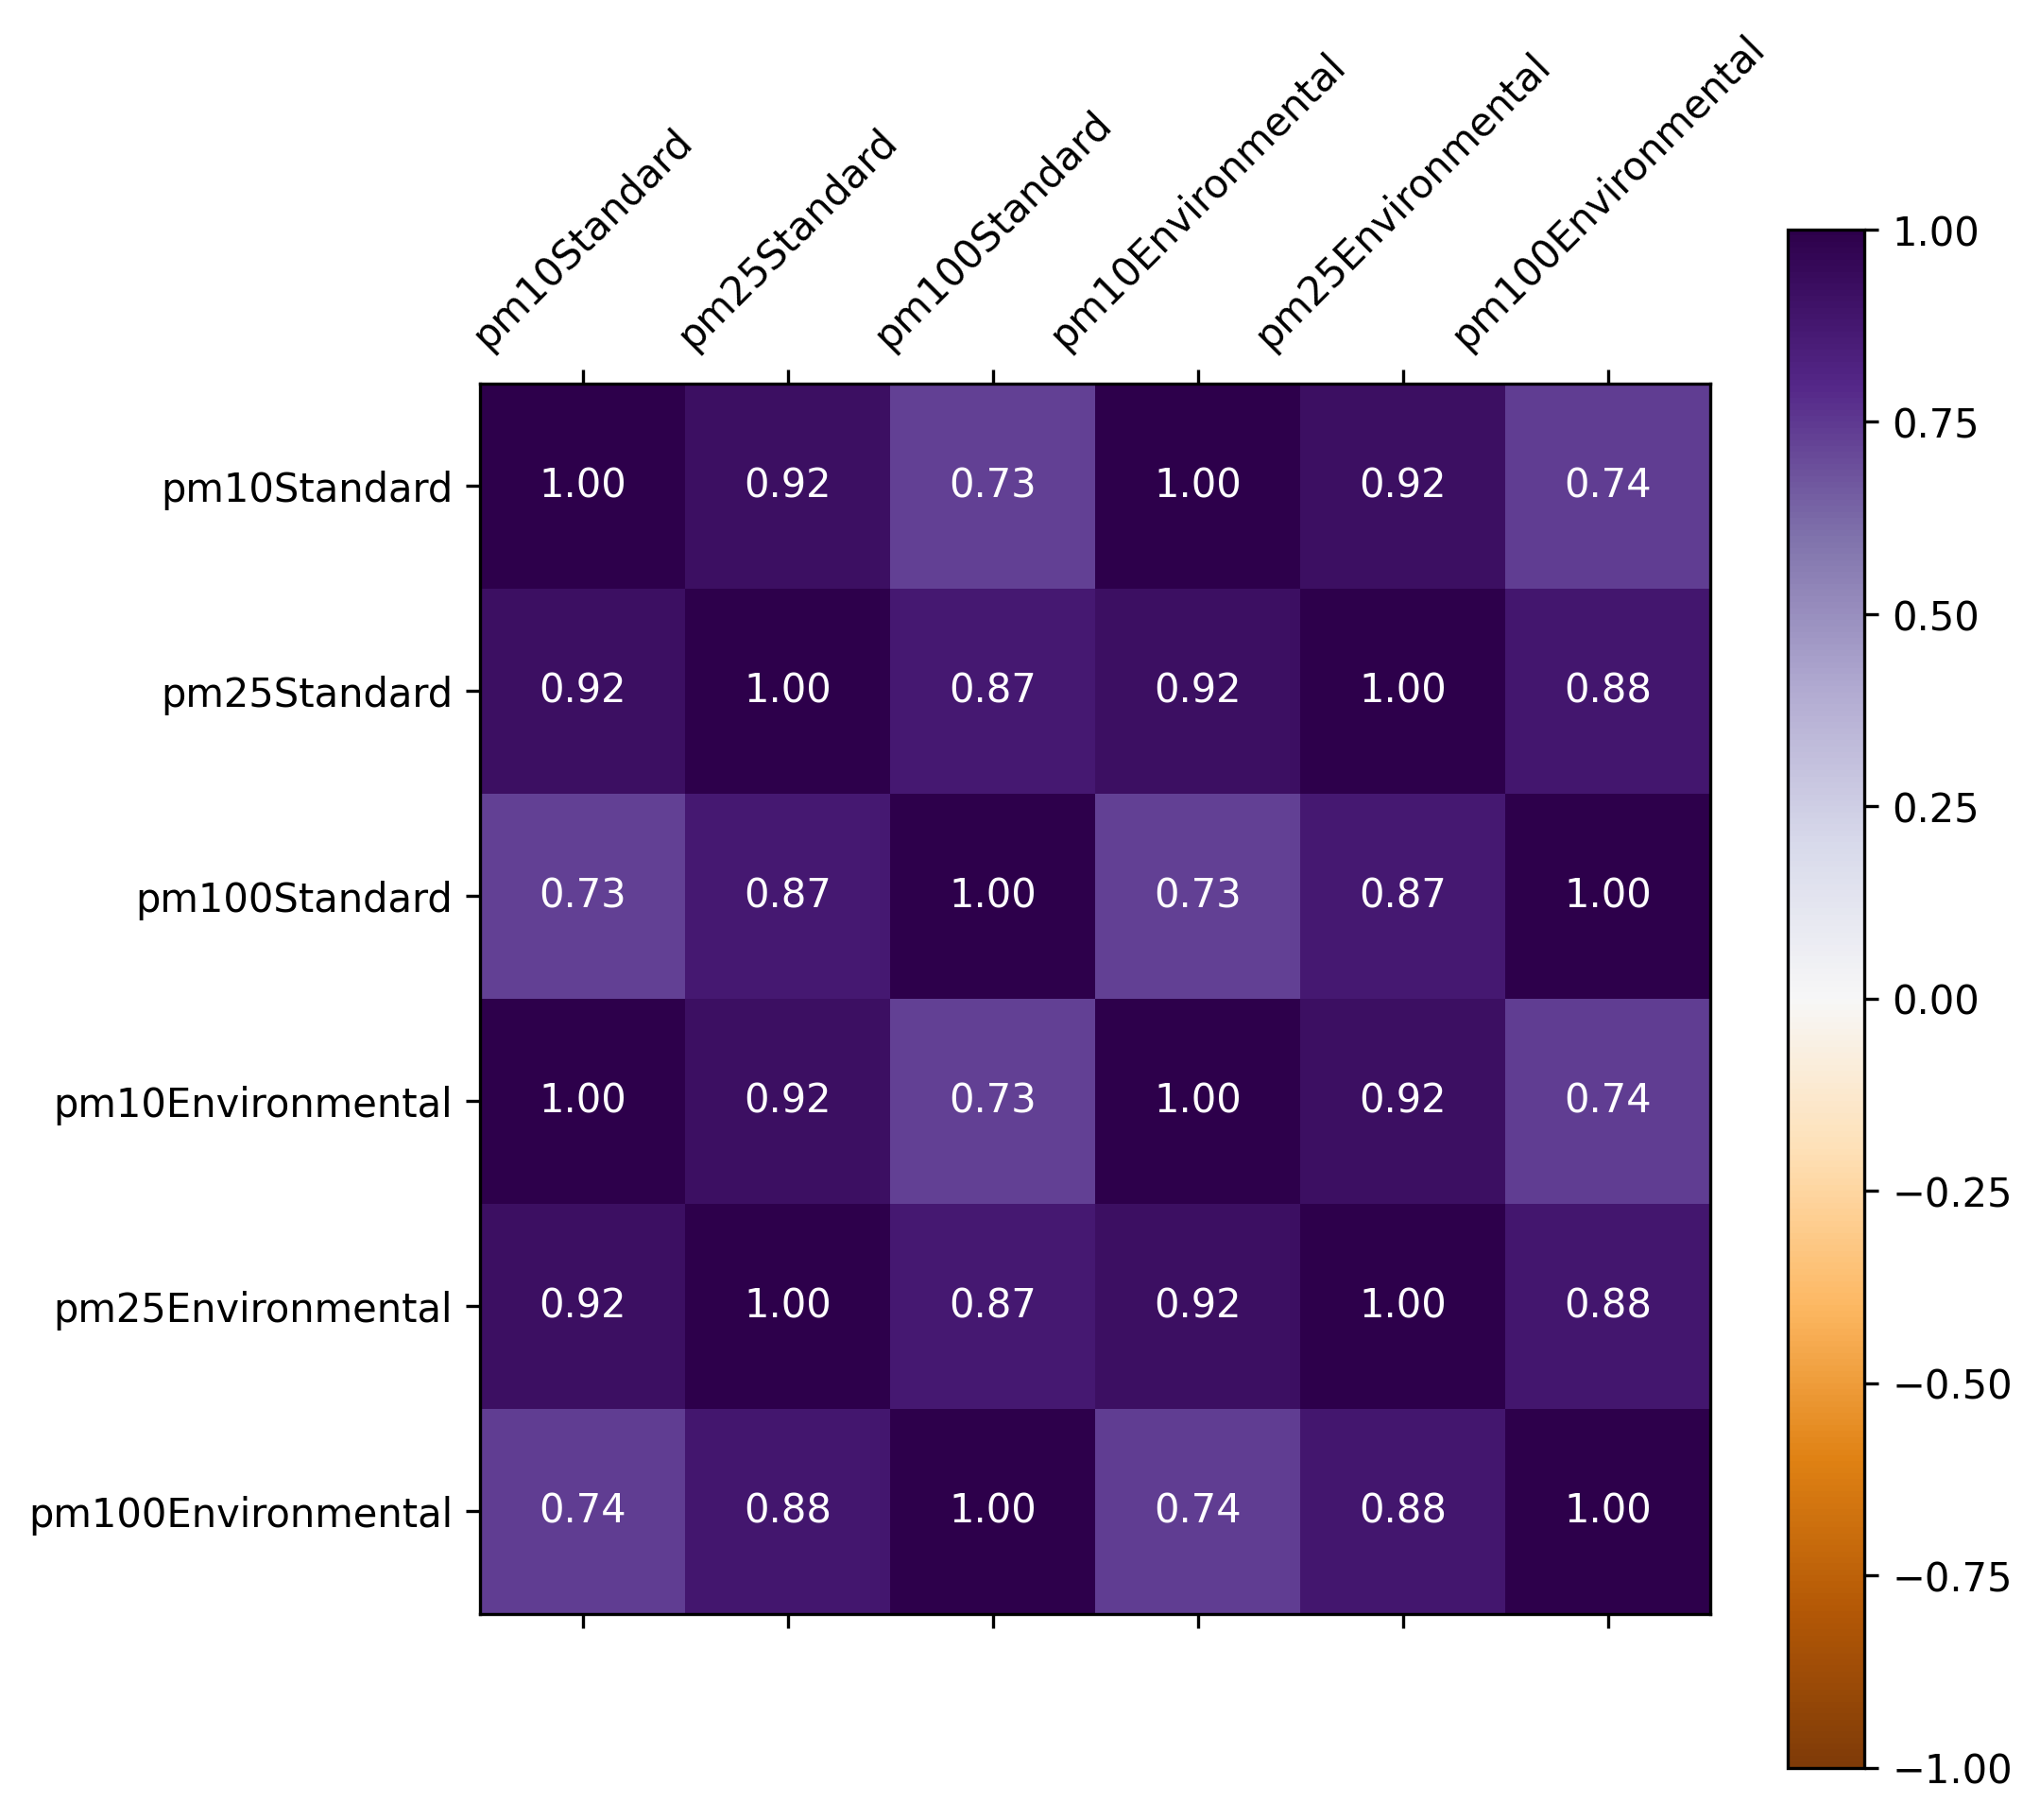 pm10Standard
pm25Standard
pm100Standard
pm10Environmental
pm25Environmental
pm100Environmental
pm10Standard 1.00 0.92 0.73 1.00 0.92 0.74
pm25Standard 0.92 1.00 0.87 0.92 1.00 0.88
pm100Standard 0.73 0.87 1.00 0.73 0.87 1.00
pm10Environmental 1.00 0.92 0.73 1.00 0.92 0.74
pm25Environmental 0.92 1.00 0.87 0.92 1.00 0.88
pm100Environmental 0.74 0.88 1.00 0.74 0.88 1.00
1.00
0.75
0.50
0.25
0.00
−0.25
−0.50
−0.75
−1.00